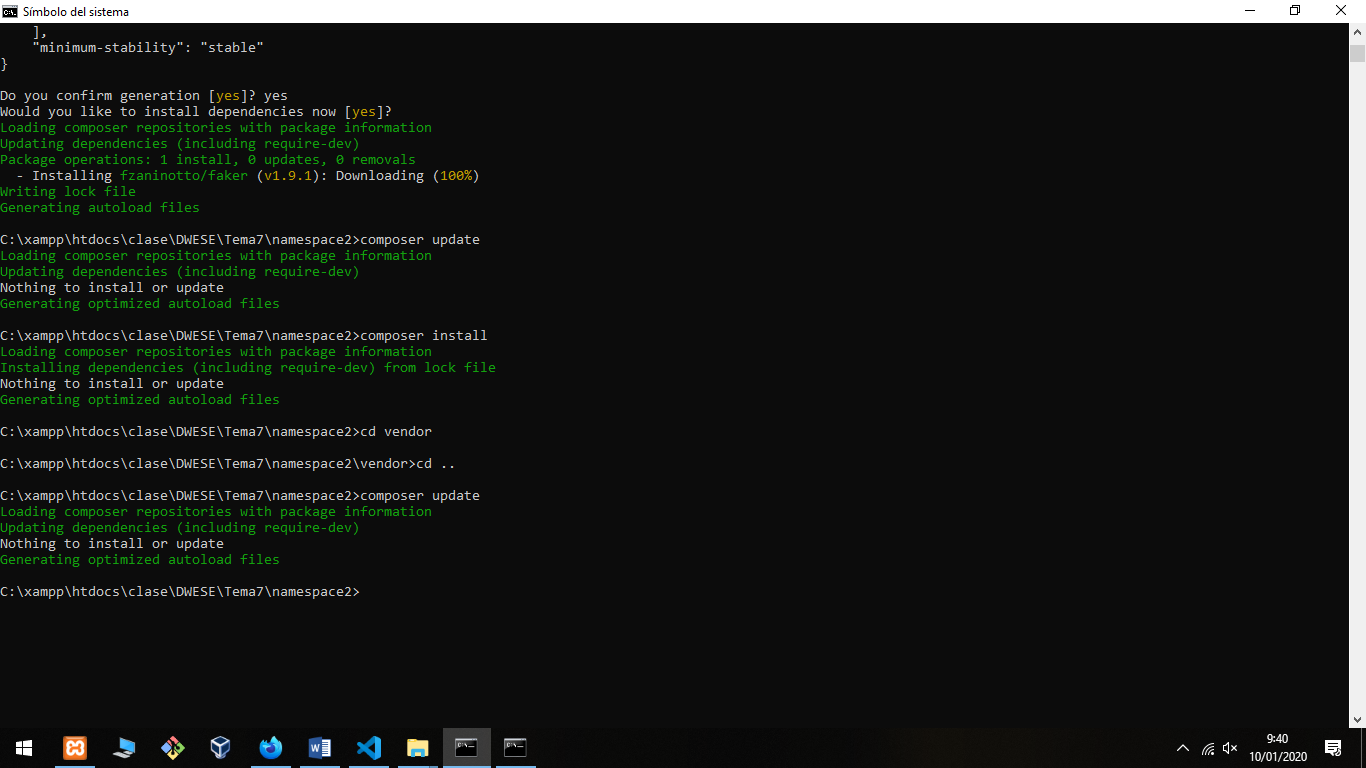 Símbolo del sistema
    ],
    "minimum-stability": "stable"
}
Do you confirm generation [yes]? yes
Would you like to install dependencies now [yes]?
Loading composer repositories with package information
Updating dependencies (including require-dev)
Package operations: 1 install, 0 updates, 0 removals
  - Installing fzaninotto/faker (v1.9.1): Downloading (100%)
Writing lock file
Generating autoload files
C:\xampp\htdocs\clase\DWESE\Tema7\namespace2>composer update
Loading composer repositories with package information
Updating dependencies (including require-dev)
Nothing to install or update
Generating optimized autoload files
C:\xampp\htdocs\clase\DWESE\Tema7\namespace2>composer install
Loading composer repositories with package information
Installing dependencies (including require-dev) from lock file
Nothing to install or update
Generating optimized autoload files
C:\xampp\htdocs\clase\DWESE\Tema7\namespace2>cd vendor
C:\xampp\htdocs\clase\DWESE\Tema7\namespace2\vendor>cd ..
C:\xampp\htdocs\clase\DWESE\Tema7\namespace2>composer update
Loading composer repositories with package information
Updating dependencies (including require-dev)
Nothing to install or update
Generating optimized autoload files
C:\xampp\htdocs\clase\DWESE\Tema7\namespace2>
9:40
10/01/2020